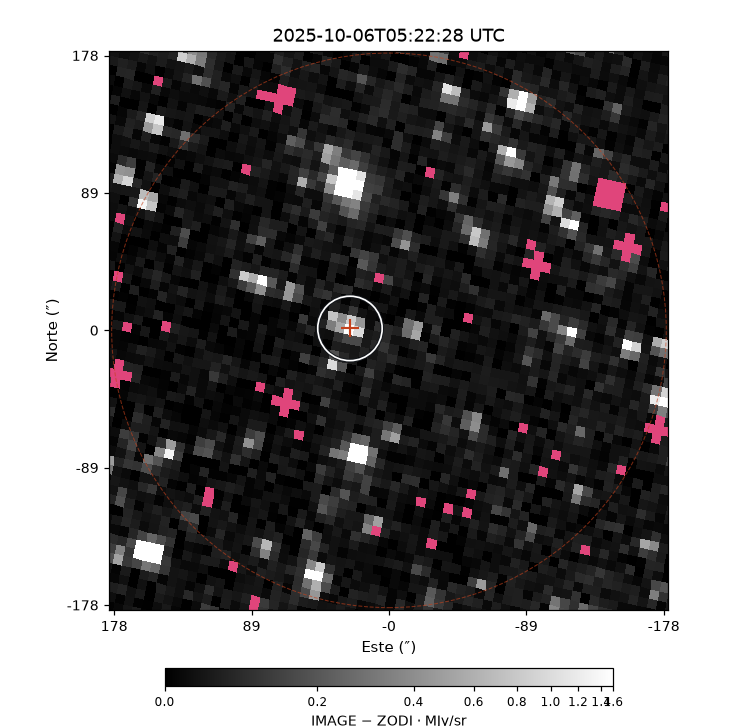 2025-10-06T05:22:28 UTC
178
89
0
-89
-178
Norte (″)
178 89 -0 -89 -178
Este (″)
0.0 0.2 0.4 0.6 0.8 1.0 1.2 1.4 1.6
IMAGE − ZODI · MJy/sr